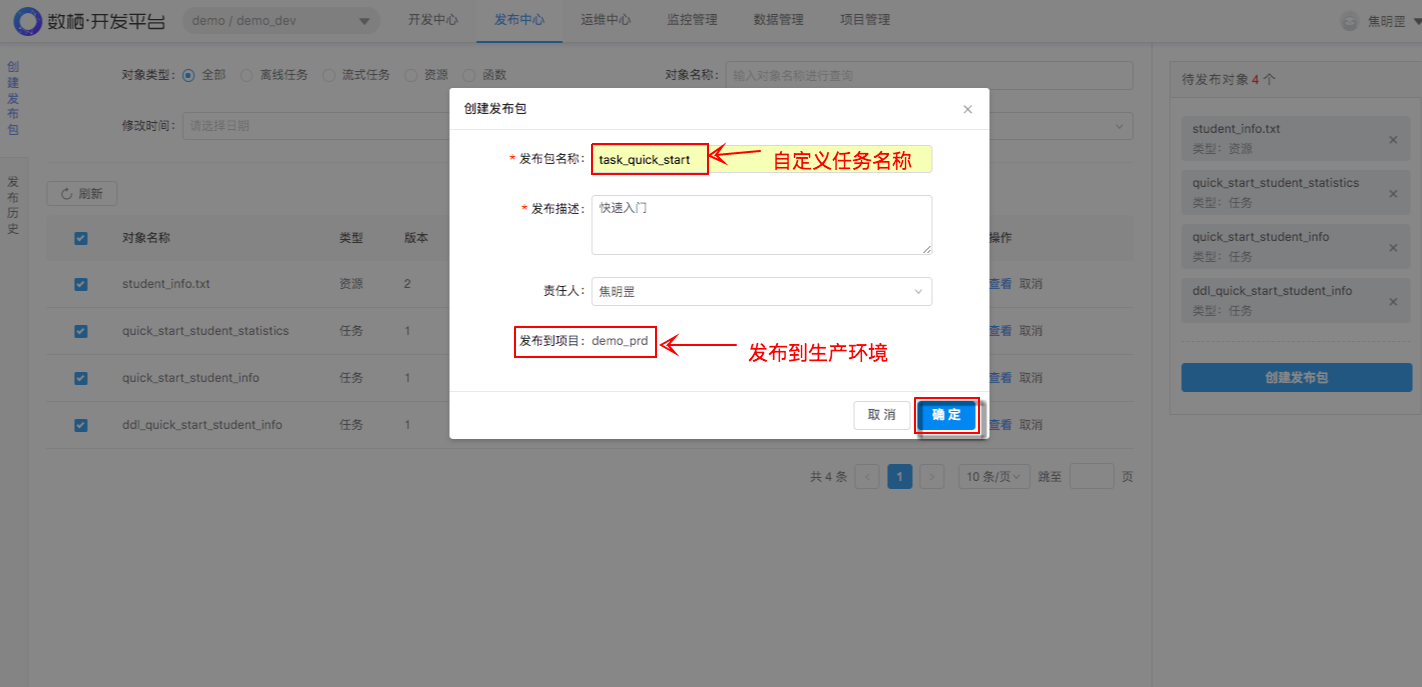 数栖·开发平台
demo / demo_dev
开发中心
发布中心
运维中心
监控管理
数据管理
项目管理
焦明罡
创建发布包
发布历史
对象类型：
全部
离线任务
流式任务
资源
函数
对象名称：
输入对象名称进行查询
修改时间：
请选择日期
刷新
对象名称 类型 版本 操作
student_info.txt 资源 2 查看 取消
quick_start_student_statistics 任务 1 查看 取消
quick_start_student_info 任务 1 查看 取消
ddl_quick_start_student_info 任务 1 查看 取消
共 4 条 1 10 条/页 跳至 页
创建发布包
* 发布包名称： task_quick_start
自定义任务名称
* 发布描述： 快速入门
责任人： 焦明罡
发布到项目： demo_prd
发布到生产环境
取 消
确 定
待发布对象 4 个
student_info.txt
类型：资源
quick_start_student_statistics
类型：任务
quick_start_student_info
类型：任务
ddl_quick_start_student_info
类型：任务
创建发布包